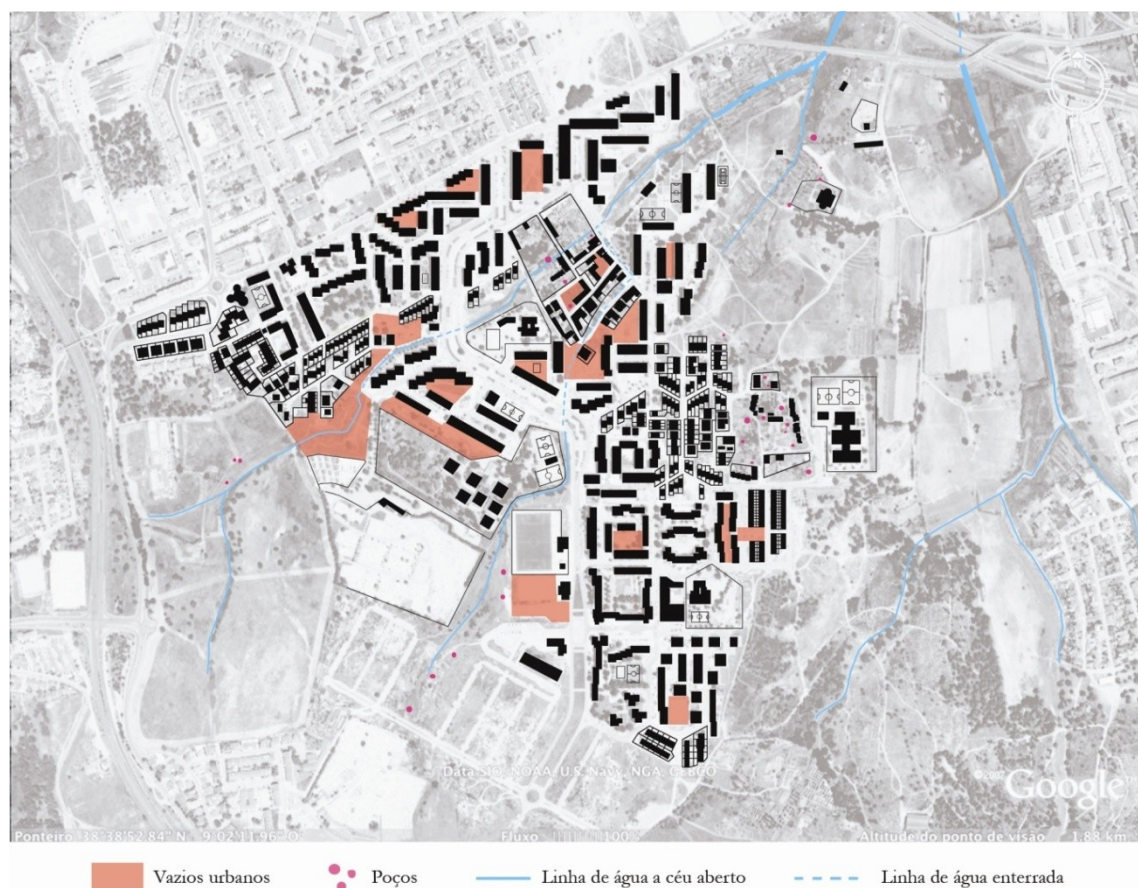 Data SIO, NOAA, U.S. Navy, NGA, GEBCO
©2007 Google™
Ponteiro 38°38'52.84" N 9°02'11.96" O Fluxo 100% Altitude do ponto de visão 1.88 km
Vazios urbanos Poços Linha de água a céu aberto Linha de água enterrada